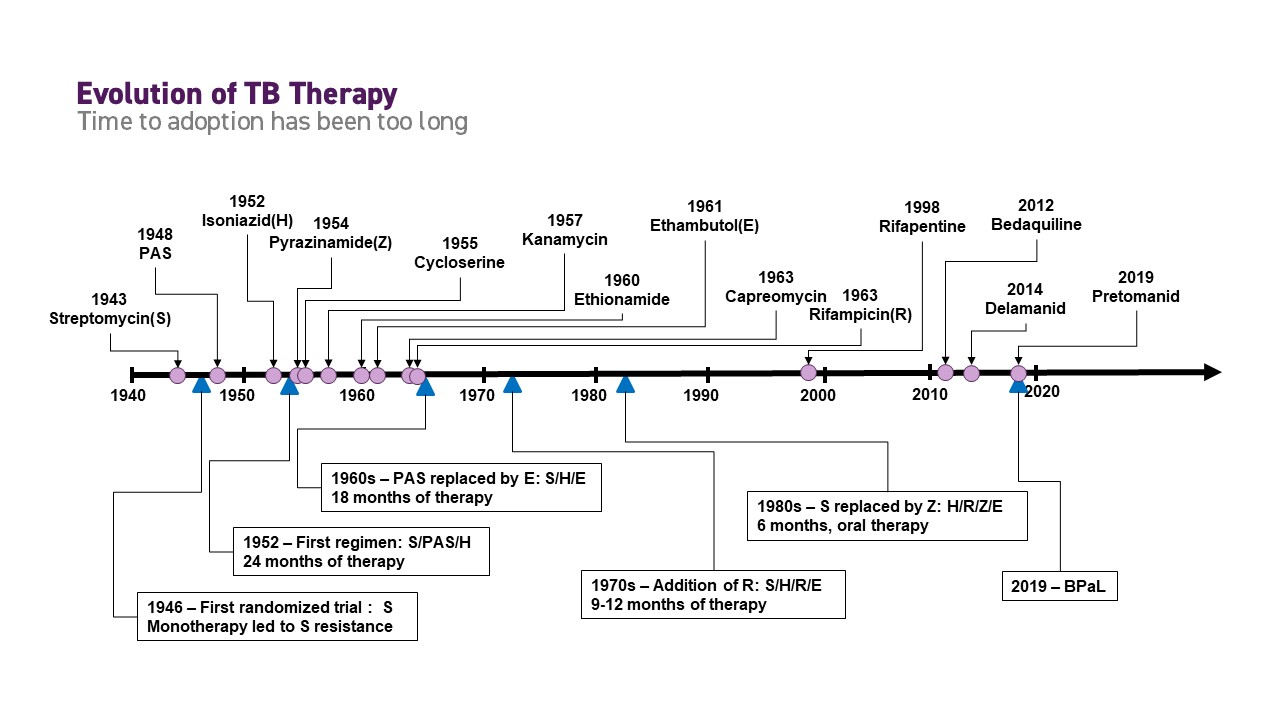 Evolution of TB Therapy
Time to adoption has been too long
1943
Streptomycin(S)
1948
PAS
1952
Isoniazid(H)
1954
Pyrazinamide(Z)
1955
Cycloserine
1957
Kanamycin
1960
Ethionamide
1961
Ethambutol(E)
1963
Capreomycin
1963
Rifampicin(R)
1998
Rifapentine
2012
Bedaquiline
2014
Delamanid
2019
Pretomanid
1940
1950
1960
1970
1980
1990
2000
2010
2020
1960s – PAS replaced by E: S/H/E
18 months of therapy
1952 – First regimen: S/PAS/H
24 months of therapy
1946 – First randomized trial : S
Monotherapy led to S resistance
1980s – S replaced by Z: H/R/Z/E
6 months, oral therapy
1970s – Addition of R: S/H/R/E
9-12 months of therapy
2019 – BPaL